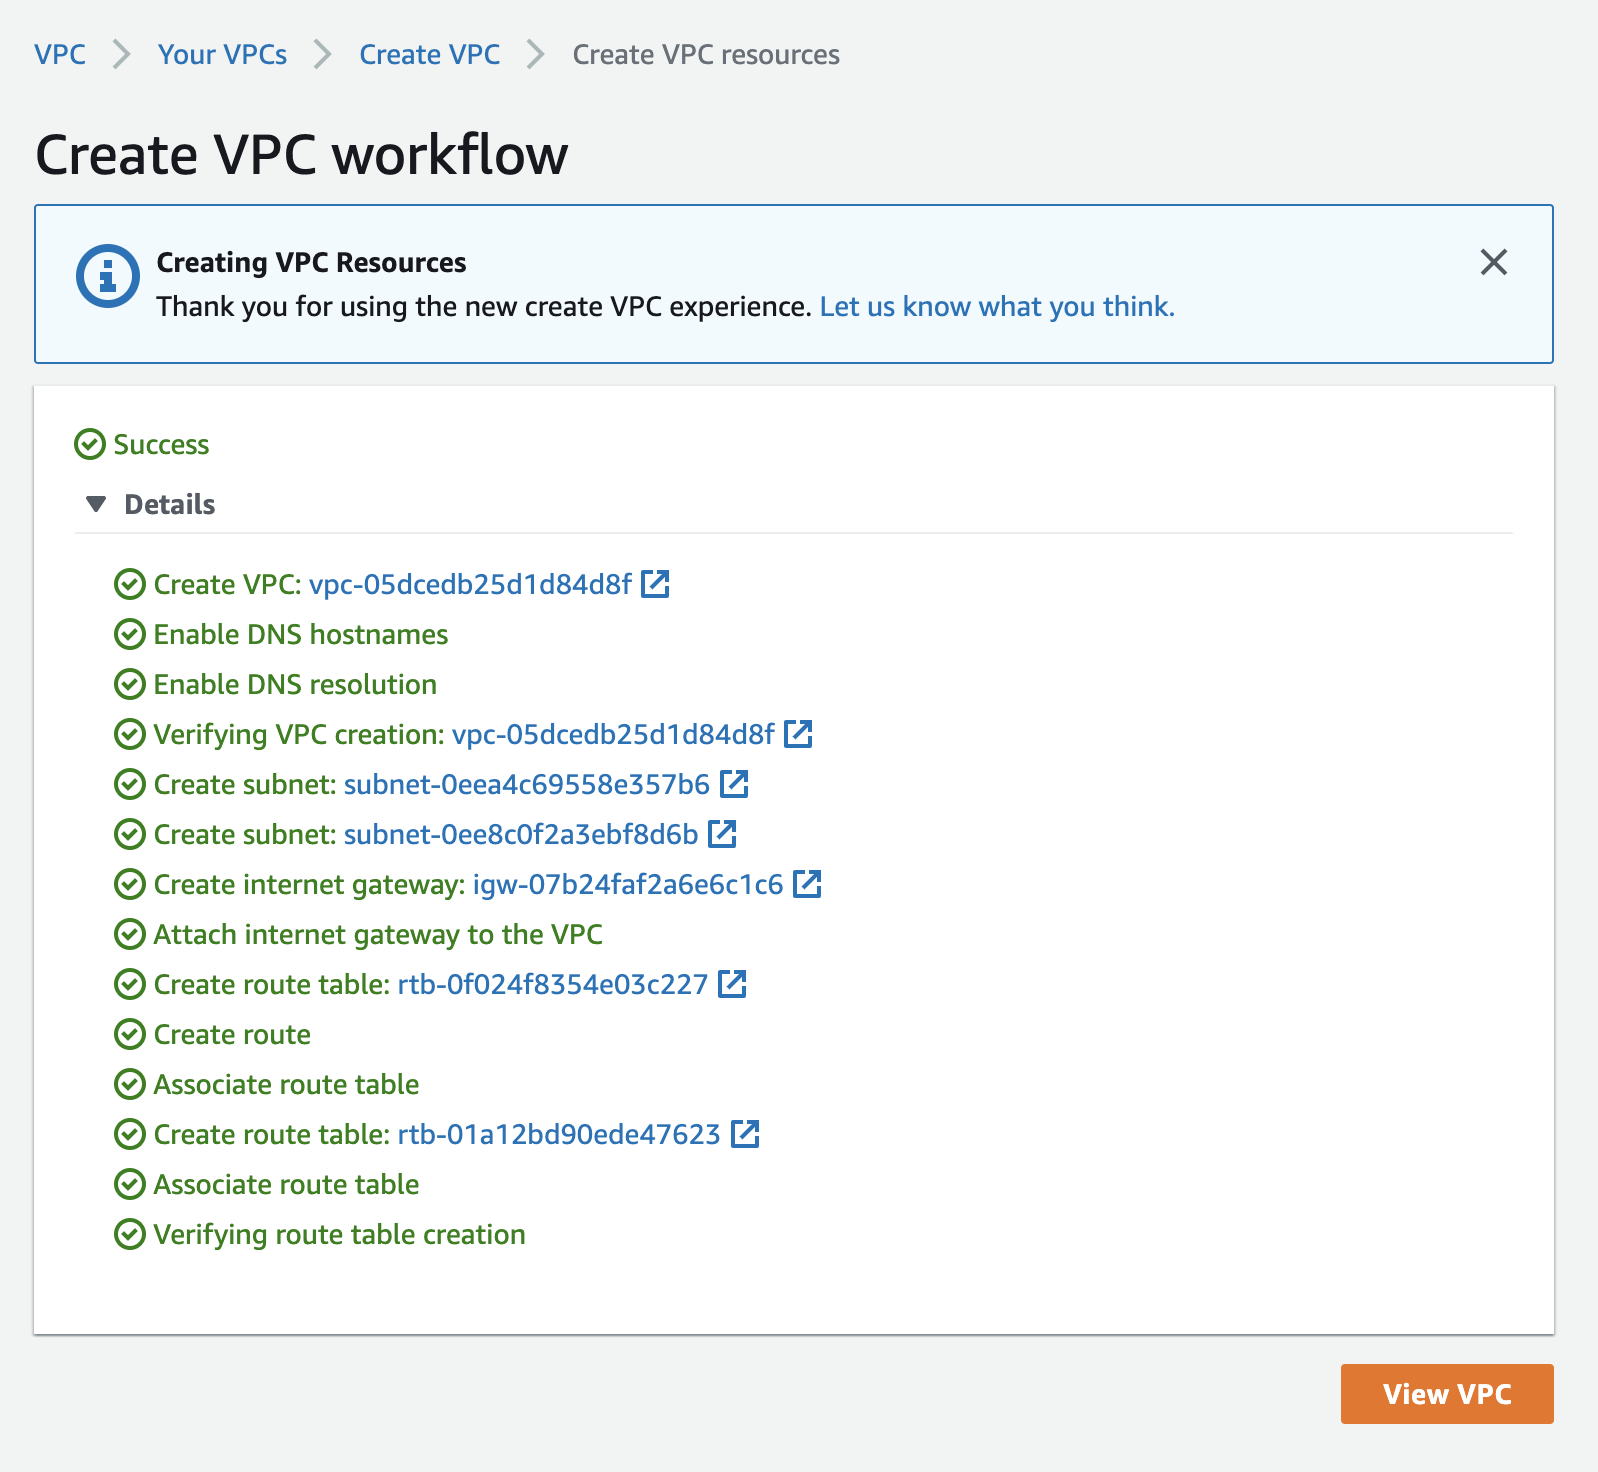 VPC > Your VPCs > Create VPC > Create VPC resources
Create VPC workflow
Creating VPC Resources
Thank you for using the new create VPC experience. Let us know what you think.
Success
Details
Create VPC: vpc-05dcedb25d1d84d8f
Enable DNS hostnames
Enable DNS resolution
Verifying VPC creation: vpc-05dcedb25d1d84d8f
Create subnet: subnet-0eea4c69558e357b6
Create subnet: subnet-0ee8c0f2a3ebf8d6b
Create internet gateway: igw-07b24faf2a6e6c1c6
Attach internet gateway to the VPC
Create route table: rtb-0f024f8354e03c227
Create route
Associate route table
Create route table: rtb-01a12bd90ede47623
Associate route table
Verifying route table creation
View VPC